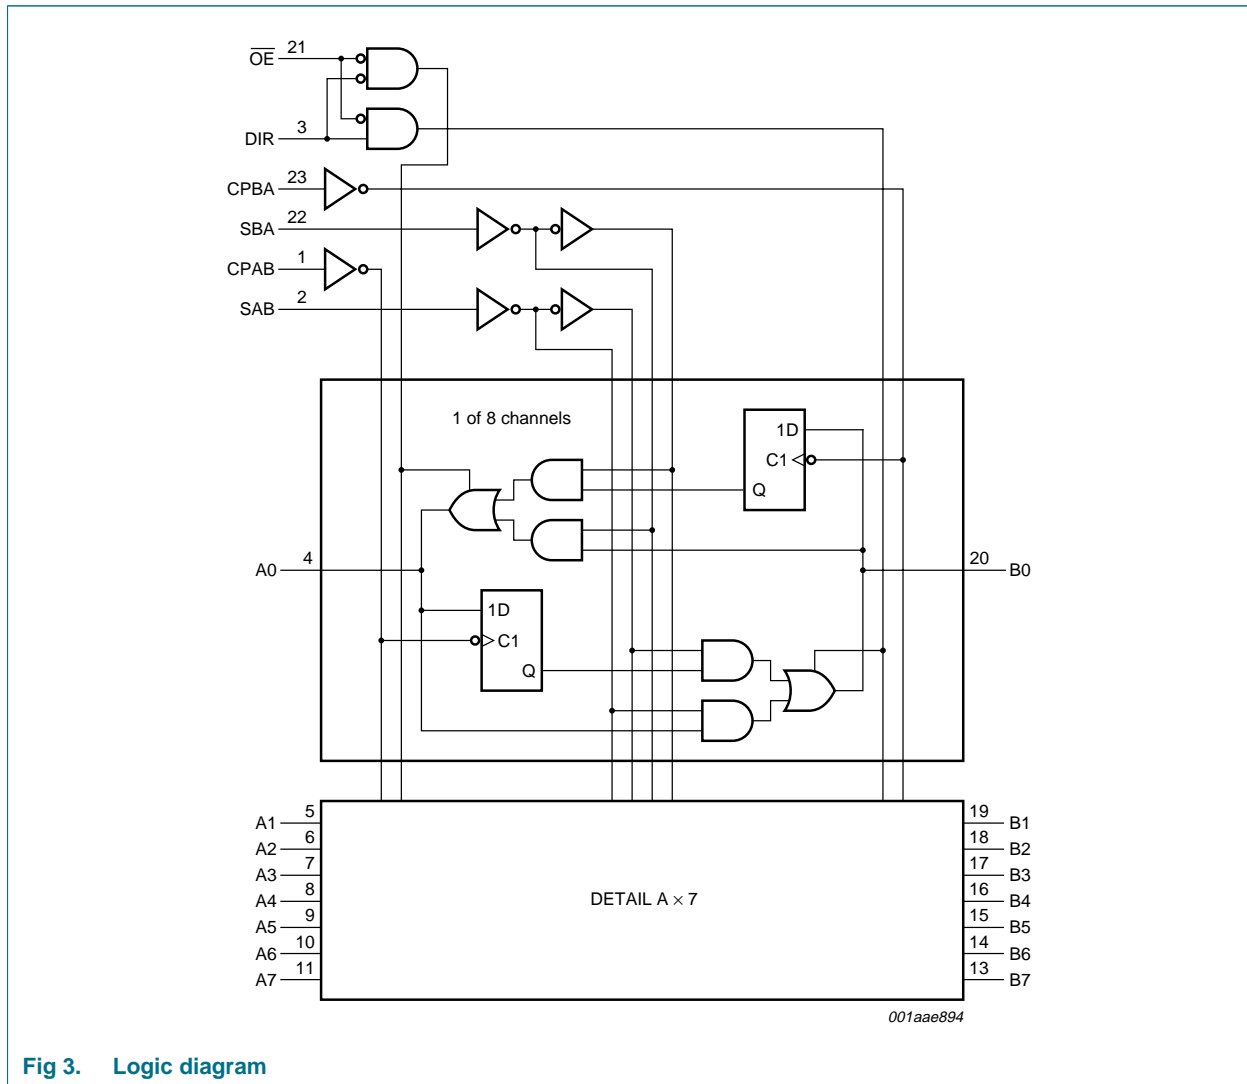 OE 21
DIR 3
CPBA 23
SBA 22
CPAB 1
SAB 2
1 of 8 channels
1D
C1
Q
A0 4
20 B0
1D
C1
Q
A1 5
A2 6
A3 7
A4 8
A5 9
A6 10
A7 11
DETAIL A × 7
19 B1
18 B2
17 B3
16 B4
15 B5
14 B6
13 B7
001aae894
Fig 3. Logic diagram